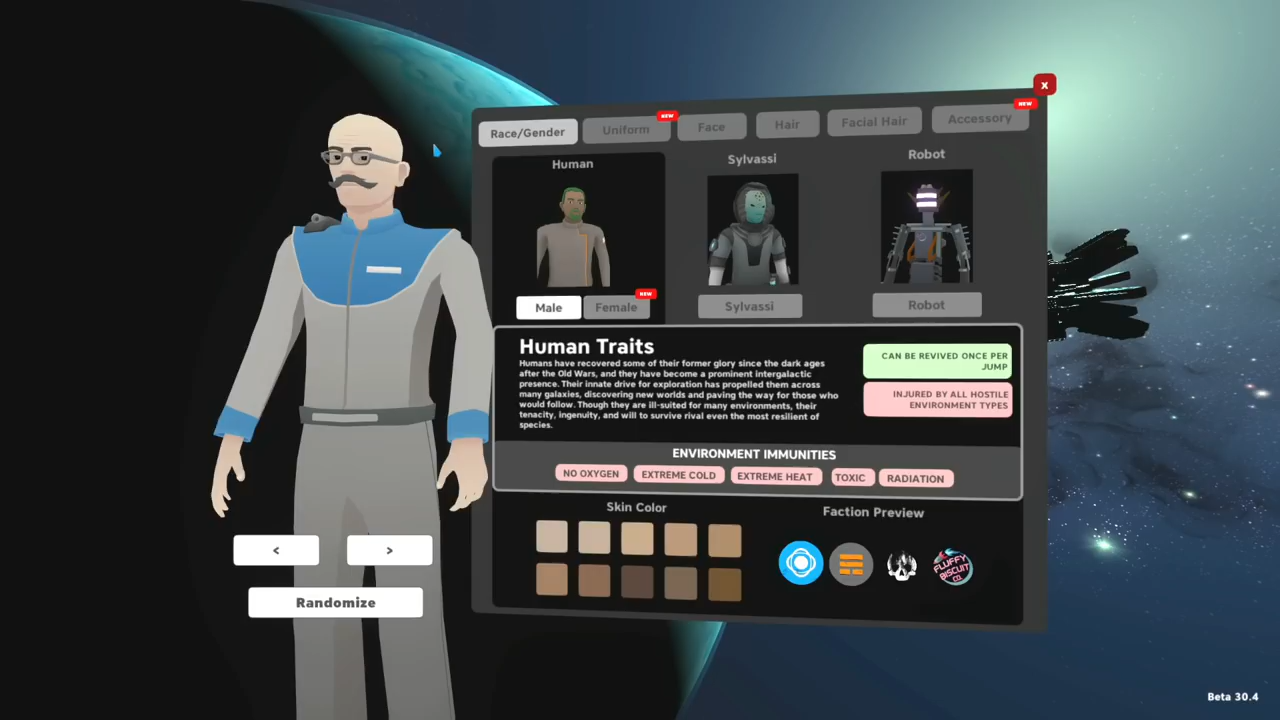 x
Race/Gender
NEW
Uniform
Face
Hair
Facial Hair
NEW
Accessory
Human
Sylvassi
Robot
Male
NEW
Female
Sylvassi
Robot
Human Traits
Humans have recovered some of their former glory since the dark ages
after the Old Wars, and they have become a prominent intergalactic
presence. Their innate drive for exploration has propelled them across
many galaxies, discovering new worlds and paving the way for those who
would follow. Though they are ill-suited for many environments, their
tenacity, ingenuity, and will to survive rival even the most resilient of
species.
CAN BE REVIVED ONCE PER
JUMP
INJURED BY ALL HOSTILE
ENVIRONMENT TYPES
ENVIRONMENT IMMUNITIES
NO OXYGEN
EXTREME COLD
EXTREME HEAT
TOXIC
RADIATION
Skin Color
Faction Preview
FLUFFY
BISCUIT
CO.
<
>
Randomize
Beta 30.4